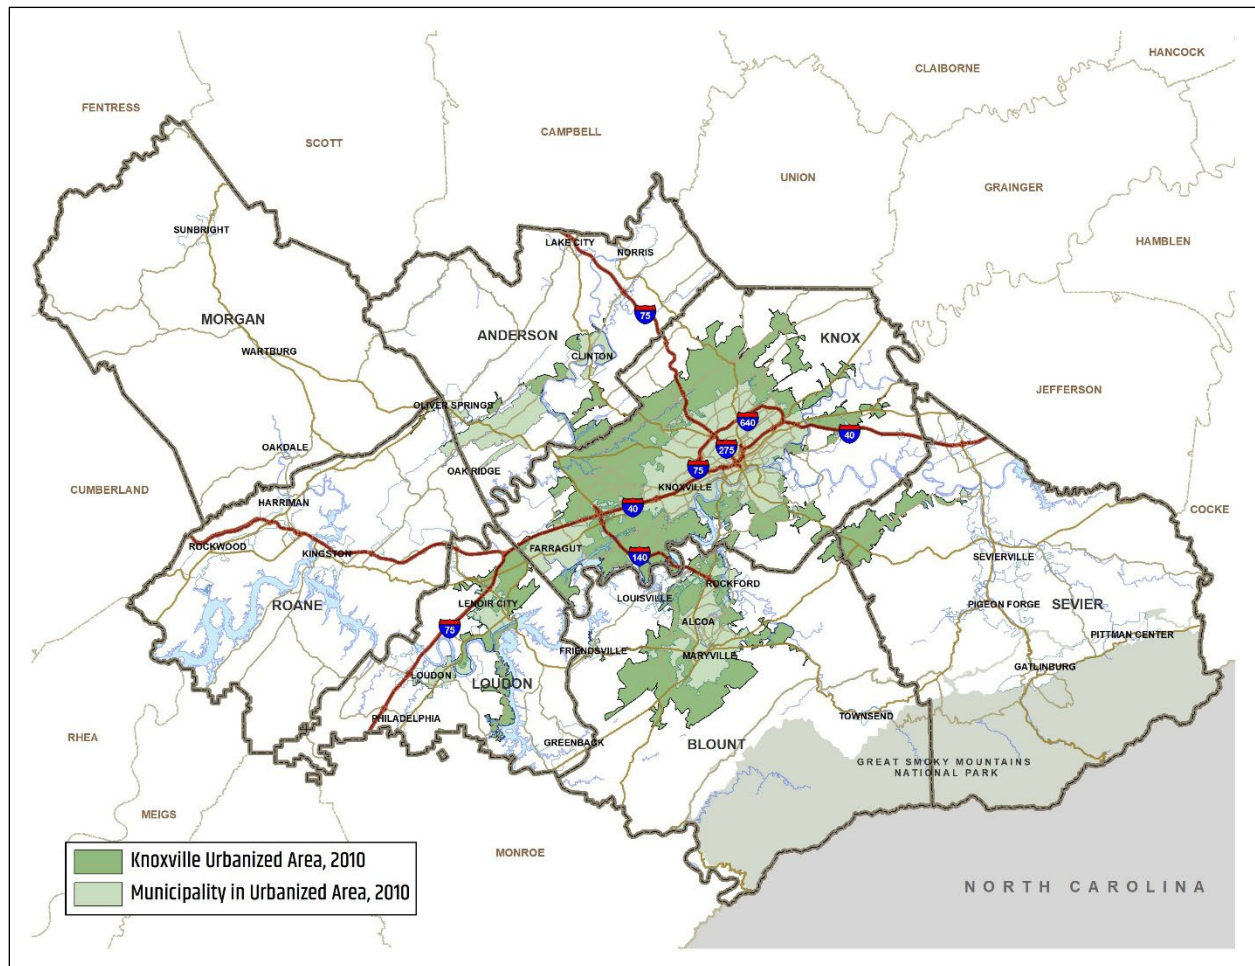 HANCOCK
CLAIBORNE
FENTRESS
CAMPBELL
SCOTT
UNION
GRAINGER
SUNBRIGHT
LAKE CITY
NORRIS
HAMBLEN
MORGAN
75
ANDERSON
KNOX
WARTBURG
CLINTON
JEFFERSON
OLIVER SPRINGS
640
40
OAKDALE
275
OAK RIDGE
75
CUMBERLAND
KNOXVILLE
HARRIMAN
40
COCKE
ROCKWOOD
KINGSTON
FARRAGUT
140
SEVIERVILLE
ROCKFORD
ROANE
LENOIR CITY
LOUISVILLE
PIGEON FORGE
SEVIER
ALCOA
75
PITTMAN CENTER
FRIENDSVILLE
MARYVILLE
GATLINBURG
LOUDON
LOUDON
PHILADELPHIA
TOWNSEND
RHEA
GREENBACK
BLOUNT
GREAT SMOKY MOUNTAINS
NATIONAL PARK
MEIGS
MONROE
Knoxville Urbanized Area, 2010
Municipality in Urbanized Area, 2010
NORTH CAROLINA